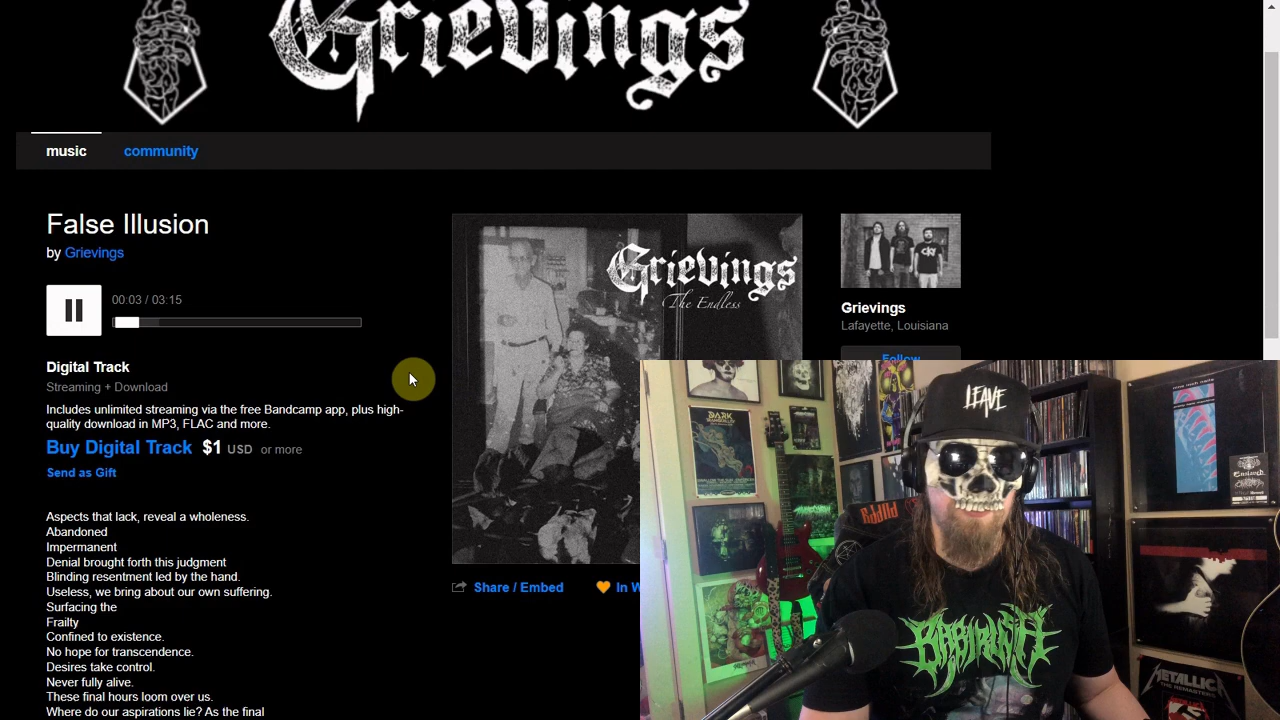 Grievings
music
community
False Illusion
by Grievings
00:03 / 03:15
Digital Track
Streaming + Download
Includes unlimited streaming via the free Bandcamp app, plus high-
quality download in MP3, FLAC and more.
Buy Digital Track $1 USD or more
Send as Gift
Aspects that lack, reveal a wholeness.
Abandoned
Impermanent
Denial brought forth this judgment
Blinding resentment led by the hand.
Useless, we bring about our own suffering.
Surfacing the
Frailty
Confined to existence.
No hope for transcendence.
Desires take control.
Never fully alive.
These final hours loom over us.
Where do our aspirations lie? As the final
Grievings
The Endless
Share / Embed
In W
Grievings
Lafayette, Louisiana
Follow
LEAVE
DARK
TRANQUILLITY
BABIRUSA
METALLICA